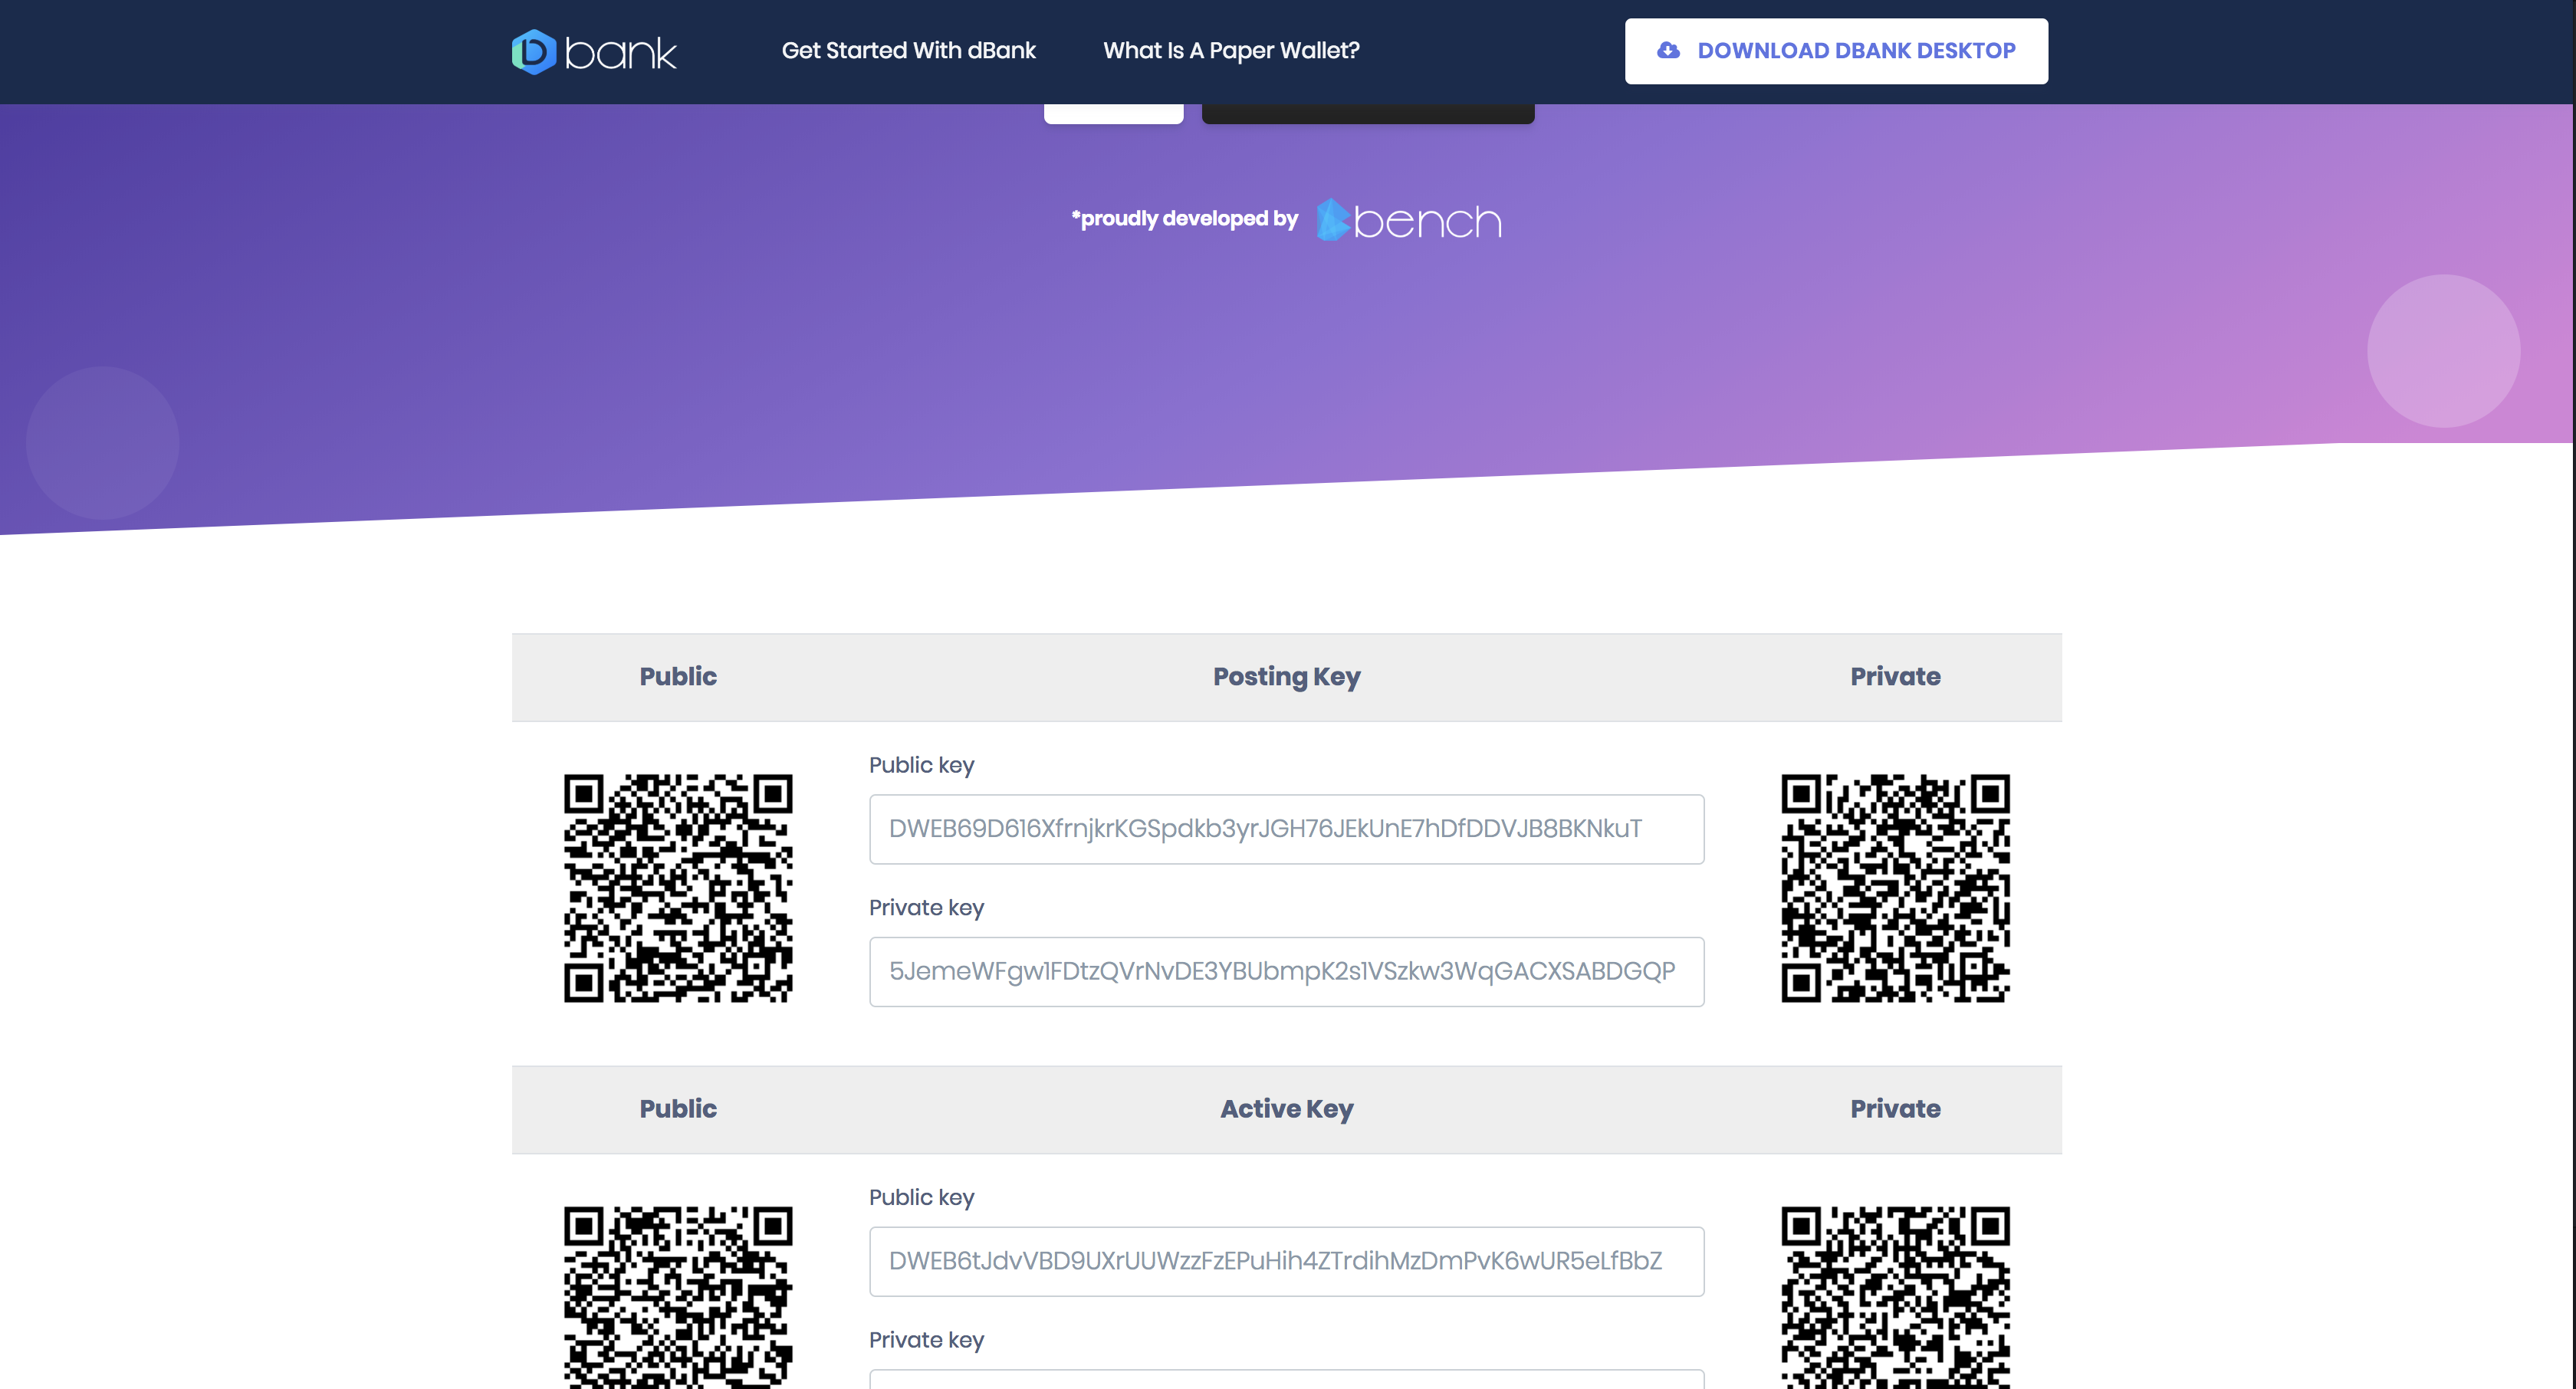 bank
Get Started With dBank
What Is A Paper Wallet?
DOWNLOAD DBANK DESKTOP
*proudly developed by
bench
Public
Posting Key
Private
Public key
DWEB69D616XfrnjkrKGSpdkb3yrJGH76JEkUnE7hDfDDVJB8BKNkuT
Private key
5JemeWFgw1FDtzQVrNvDE3YBUbmpK2s1VSzkw3WqGACXSABDGQP
Public
Active Key
Private
Public key
DWEB6tJdvVBD9UXrUUWzzFzEPuHih4ZTrdihMzDmPvK6wUR5eLfBbZ
Private key